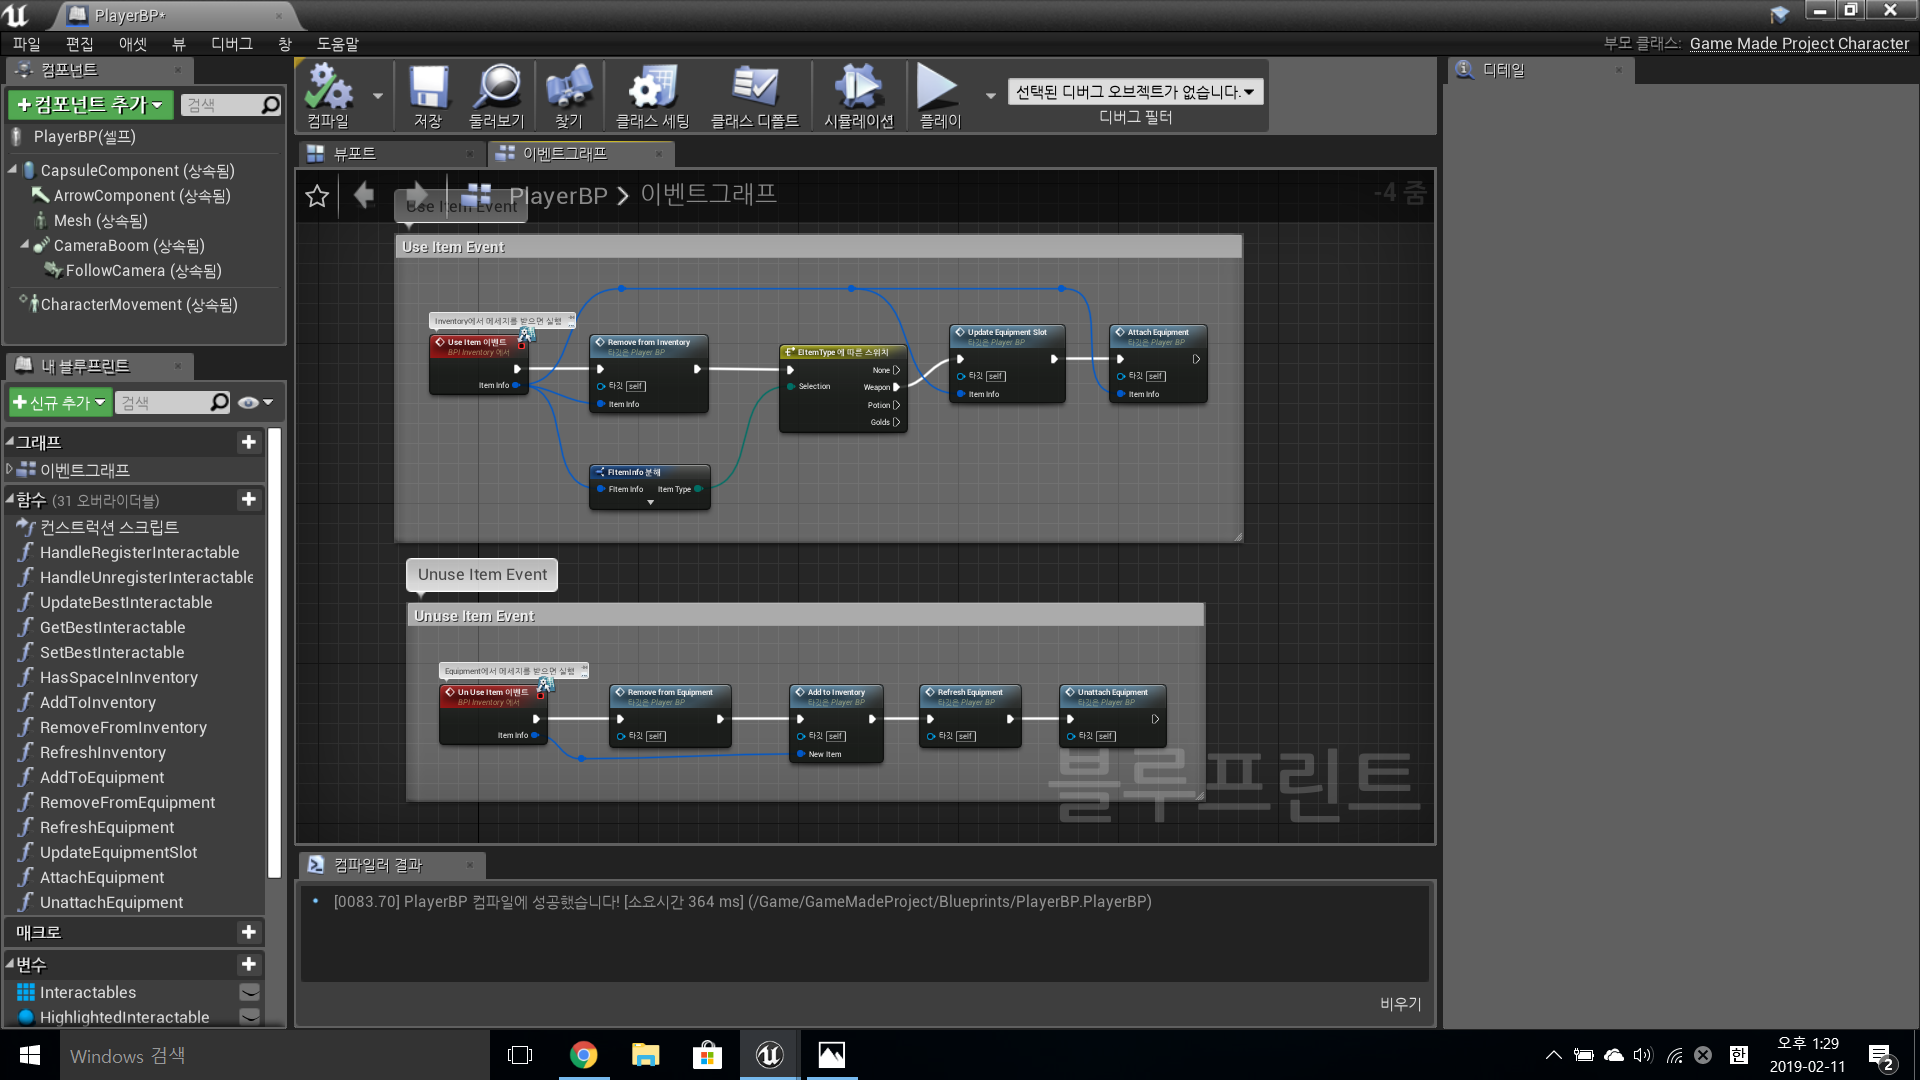 PlayerBP*
파일 편집 애셋 뷰 디버그 창 도움말
부모 클래스: Game Made Project Character
컴포넌트
+컴포넌트 추가
검색
PlayerBP(셀프)
CapsuleComponent (상속됨)
ArrowComponent (상속됨)
Mesh (상속됨)
CameraBoom (상속됨)
FollowCamera (상속됨)
CharacterMovement (상속됨)
내 블루프린트
+신규 추가
검색
그래프
이벤트그래프
함수 (31 오버라이더블)
컨스트럭션 스크립트
HandleRegisterInteractable
HandleUnregisterInteractable
UpdateBestInteractable
GetBestInteractable
SetBestInteractable
HasSpaceInInventory
AddToInventory
RemoveFromInventory
RefreshInventory
AddToEquipment
RemoveFromEquipment
RefreshEquipment
UpdateEquipmentSlot
AttachEquipment
UnattachEquipment
매크로
변수
Interactables
HighlightedInteractable
컴파일 저장 둘러보기 찾기 클래스 세팅 클래스 디폴트 시뮬레이션 플레이
선택된 디버그 오브젝트가 없습니다.
디버그 필터
뷰포트
이벤트그래프
PlayerBP > 이벤트그래프
-4 줌
Use Item Event
Use Item Event
Inventory에서 메세지를 받으면 실행
Use Item 이벤트
BPI Inventory 에서
Item Info
Remove from Inventory
타깃은 Player BP
타깃 self
Item Info
FItemInfo 분해
FItem Info Item Type
EItemType 에 따른 스위치
None
Selection Weapon
Potion
Golds
Update Equipment Slot
타깃은 Player BP
타깃 self
Item Info
Attach Equipment
타깃은 Player BP
타깃 self
Item Info
Unuse Item Event
Unuse Item Event
Equipment에서 메세지를 받으면 실행
Un Use Item 이벤트
BPI Inventory 에서
Item Info
Remove from Equipment
타깃은 Player BP
타깃 self
Add to Inventory
타깃은 Player BP
타깃 self
New Item
Refresh Equipment
타깃은 Player BP
타깃 self
Unattach Equipment
타깃은 Player BP
타깃 self
블루프린트
컴파일러 결과
[0083.70] PlayerBP 컴파일에 성공했습니다! [소요시간 364 ms] (/Game/GameMadeProject/Blueprints/PlayerBP.PlayerBP)
비우기
디테일
Windows 검색
한
오후 1:29
2019-02-11
2